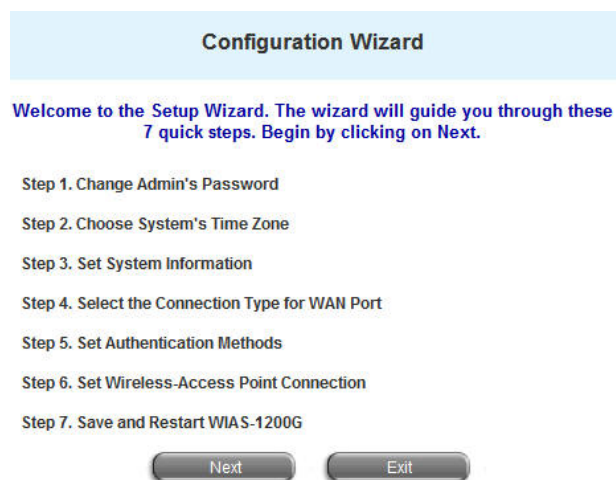 Configuration Wizard
Welcome to the Setup Wizard. The wizard will guide you through these
7 quick steps. Begin by clicking on Next.
Step 1. Change Admin's Password
Step 2. Choose System's Time Zone
Step 3. Set System Information
Step 4. Select the Connection Type for WAN Port
Step 5. Set Authentication Methods
Step 6. Set Wireless-Access Point Connection
Step 7. Save and Restart WIAS-1200G
Next Exit